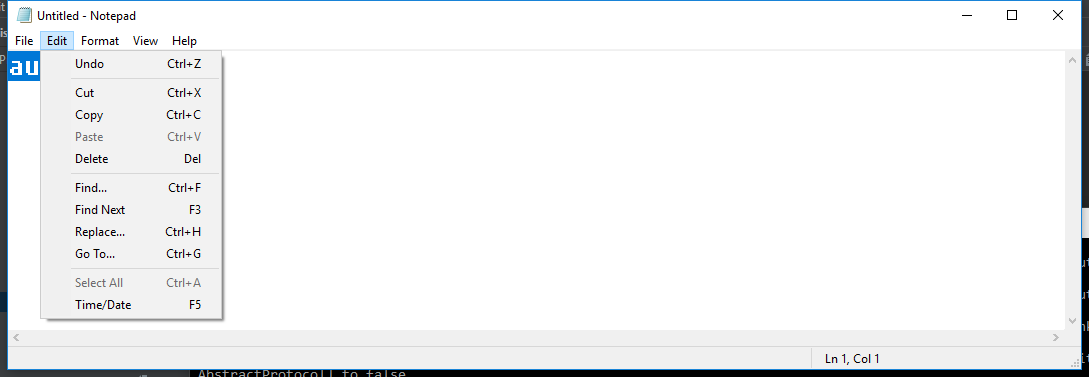 Untitled - Notepad
File Edit Format View Help
au
Undo Ctrl+Z
Cut Ctrl+X
Copy Ctrl+C
Paste Ctrl+V
Delete Del
Find... Ctrl+F
Find Next F3
Replace... Ctrl+H
Go To... Ctrl+G
Select All Ctrl+A
Time/Date F5
Ln 1, Col 1
AbstractProtocol] to false